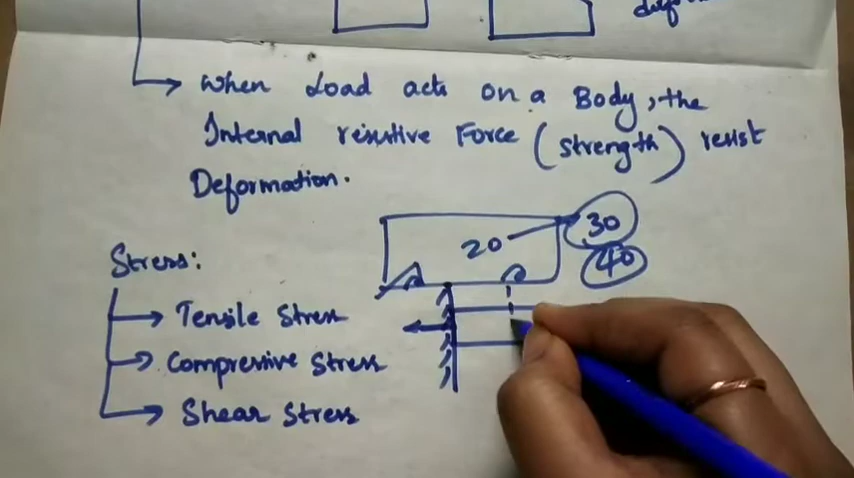 defor
When Load acts on a Body, the
Internal resistive Force (strength) resist
Deformation.
20
30
40
Stress:
Tensile Stress
Compressive Stress
Shear Stress